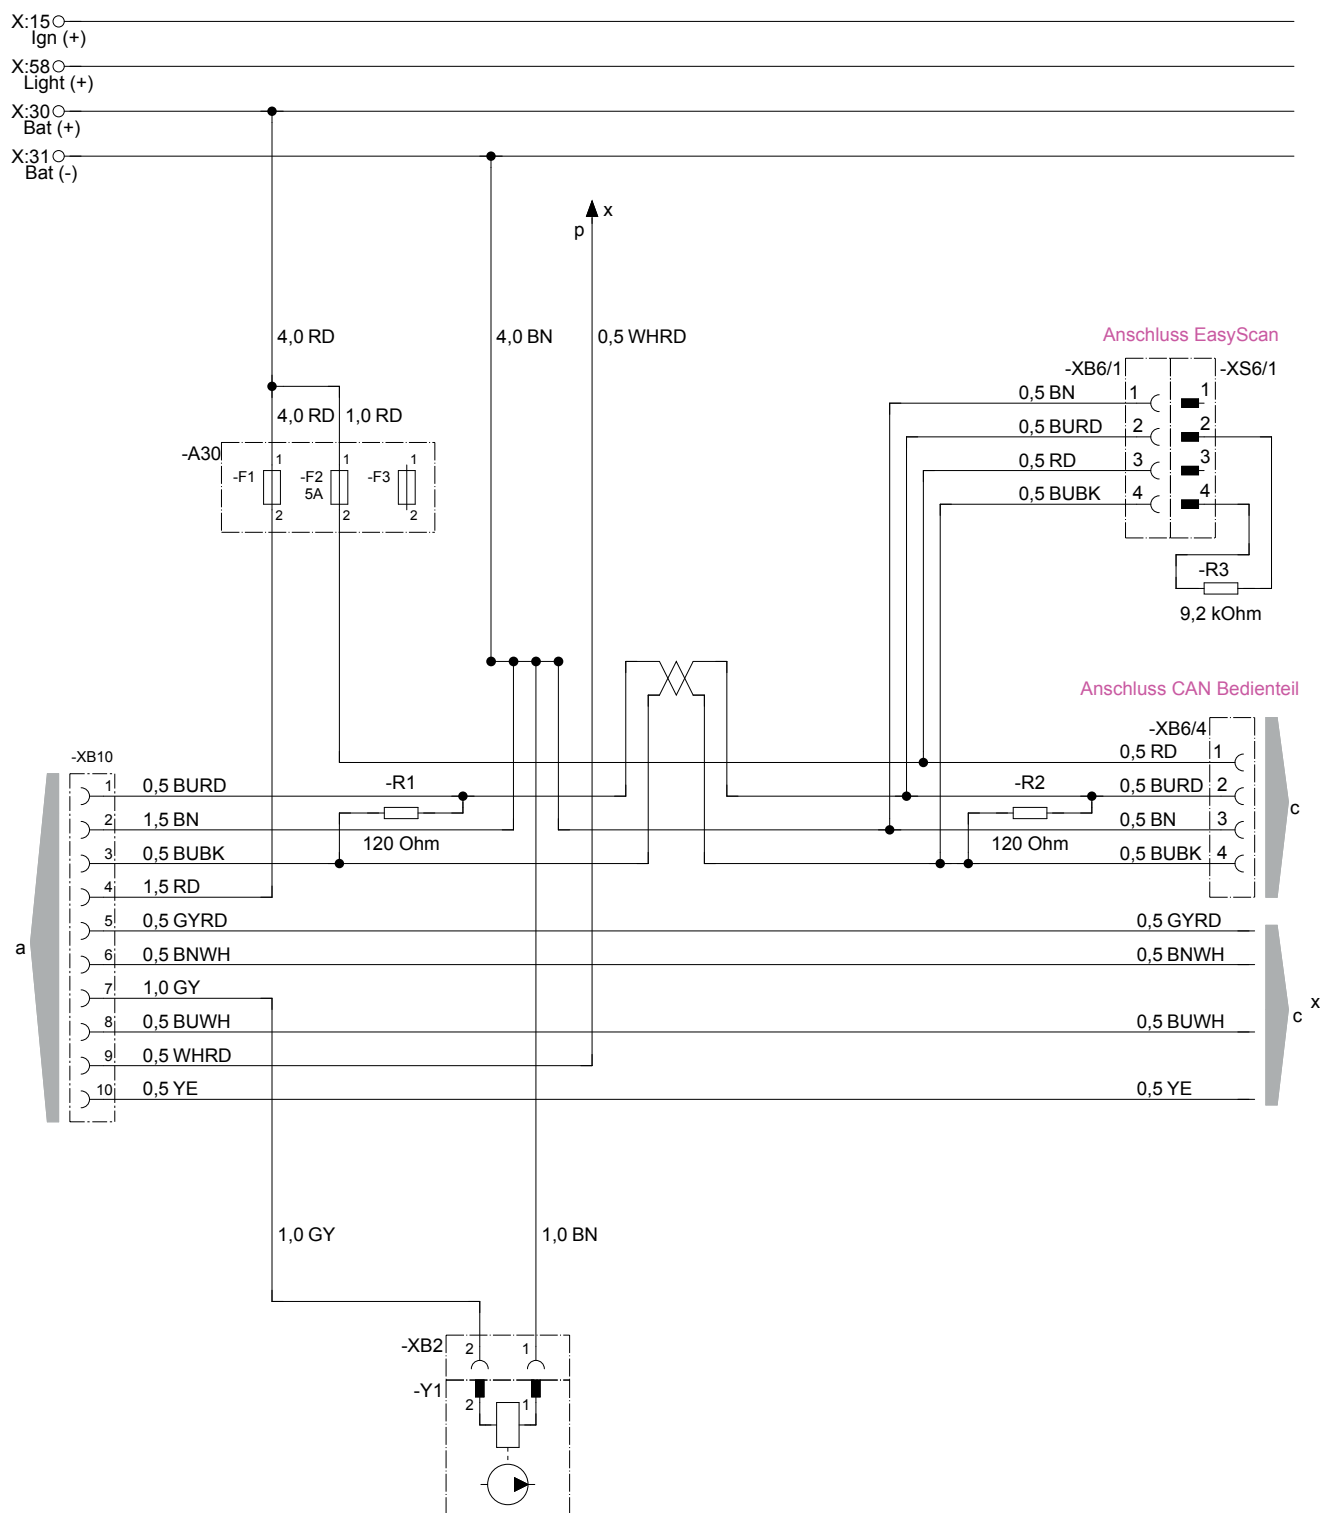 X:15
Ign (+)
X:58
Light (+)
X:30
Bat (+)
X:31
Bat (-)
x
p
4,0 RD
4,0 BN
0,5 WHRD
Anschluss EasyScan
-XB6/1
-XS6/1
0,5 BN
1
1
0,5 BURD
2
2
0,5 RD
3
3
0,5 BUBK
4
4
4,0 RD
1,0 RD
-A30
-F1
1
2
-F2
5A
1
2
-F3
1
2
-R3
9,2 kOhm
Anschluss CAN Bedienteil
-XB6/4
0,5 RD
1
0,5 BURD
2
0,5 BN
3
0,5 BUBK
4
c
-XB10
1
0,5 BURD
-R1
120 Ohm
-R2
120 Ohm
2
1,5 BN
3
0,5 BUBK
4
1,5 RD
5
0,5 GYRD
0,5 GYRD
a
6
0,5 BNWH
0,5 BNWH
7
1,0 GY
8
0,5 BUWH
0,5 BUWH
c
x
9
0,5 WHRD
10
0,5 YE
0,5 YE
1,0 GY
1,0 BN
-XB2
2
1
-Y1
2
1